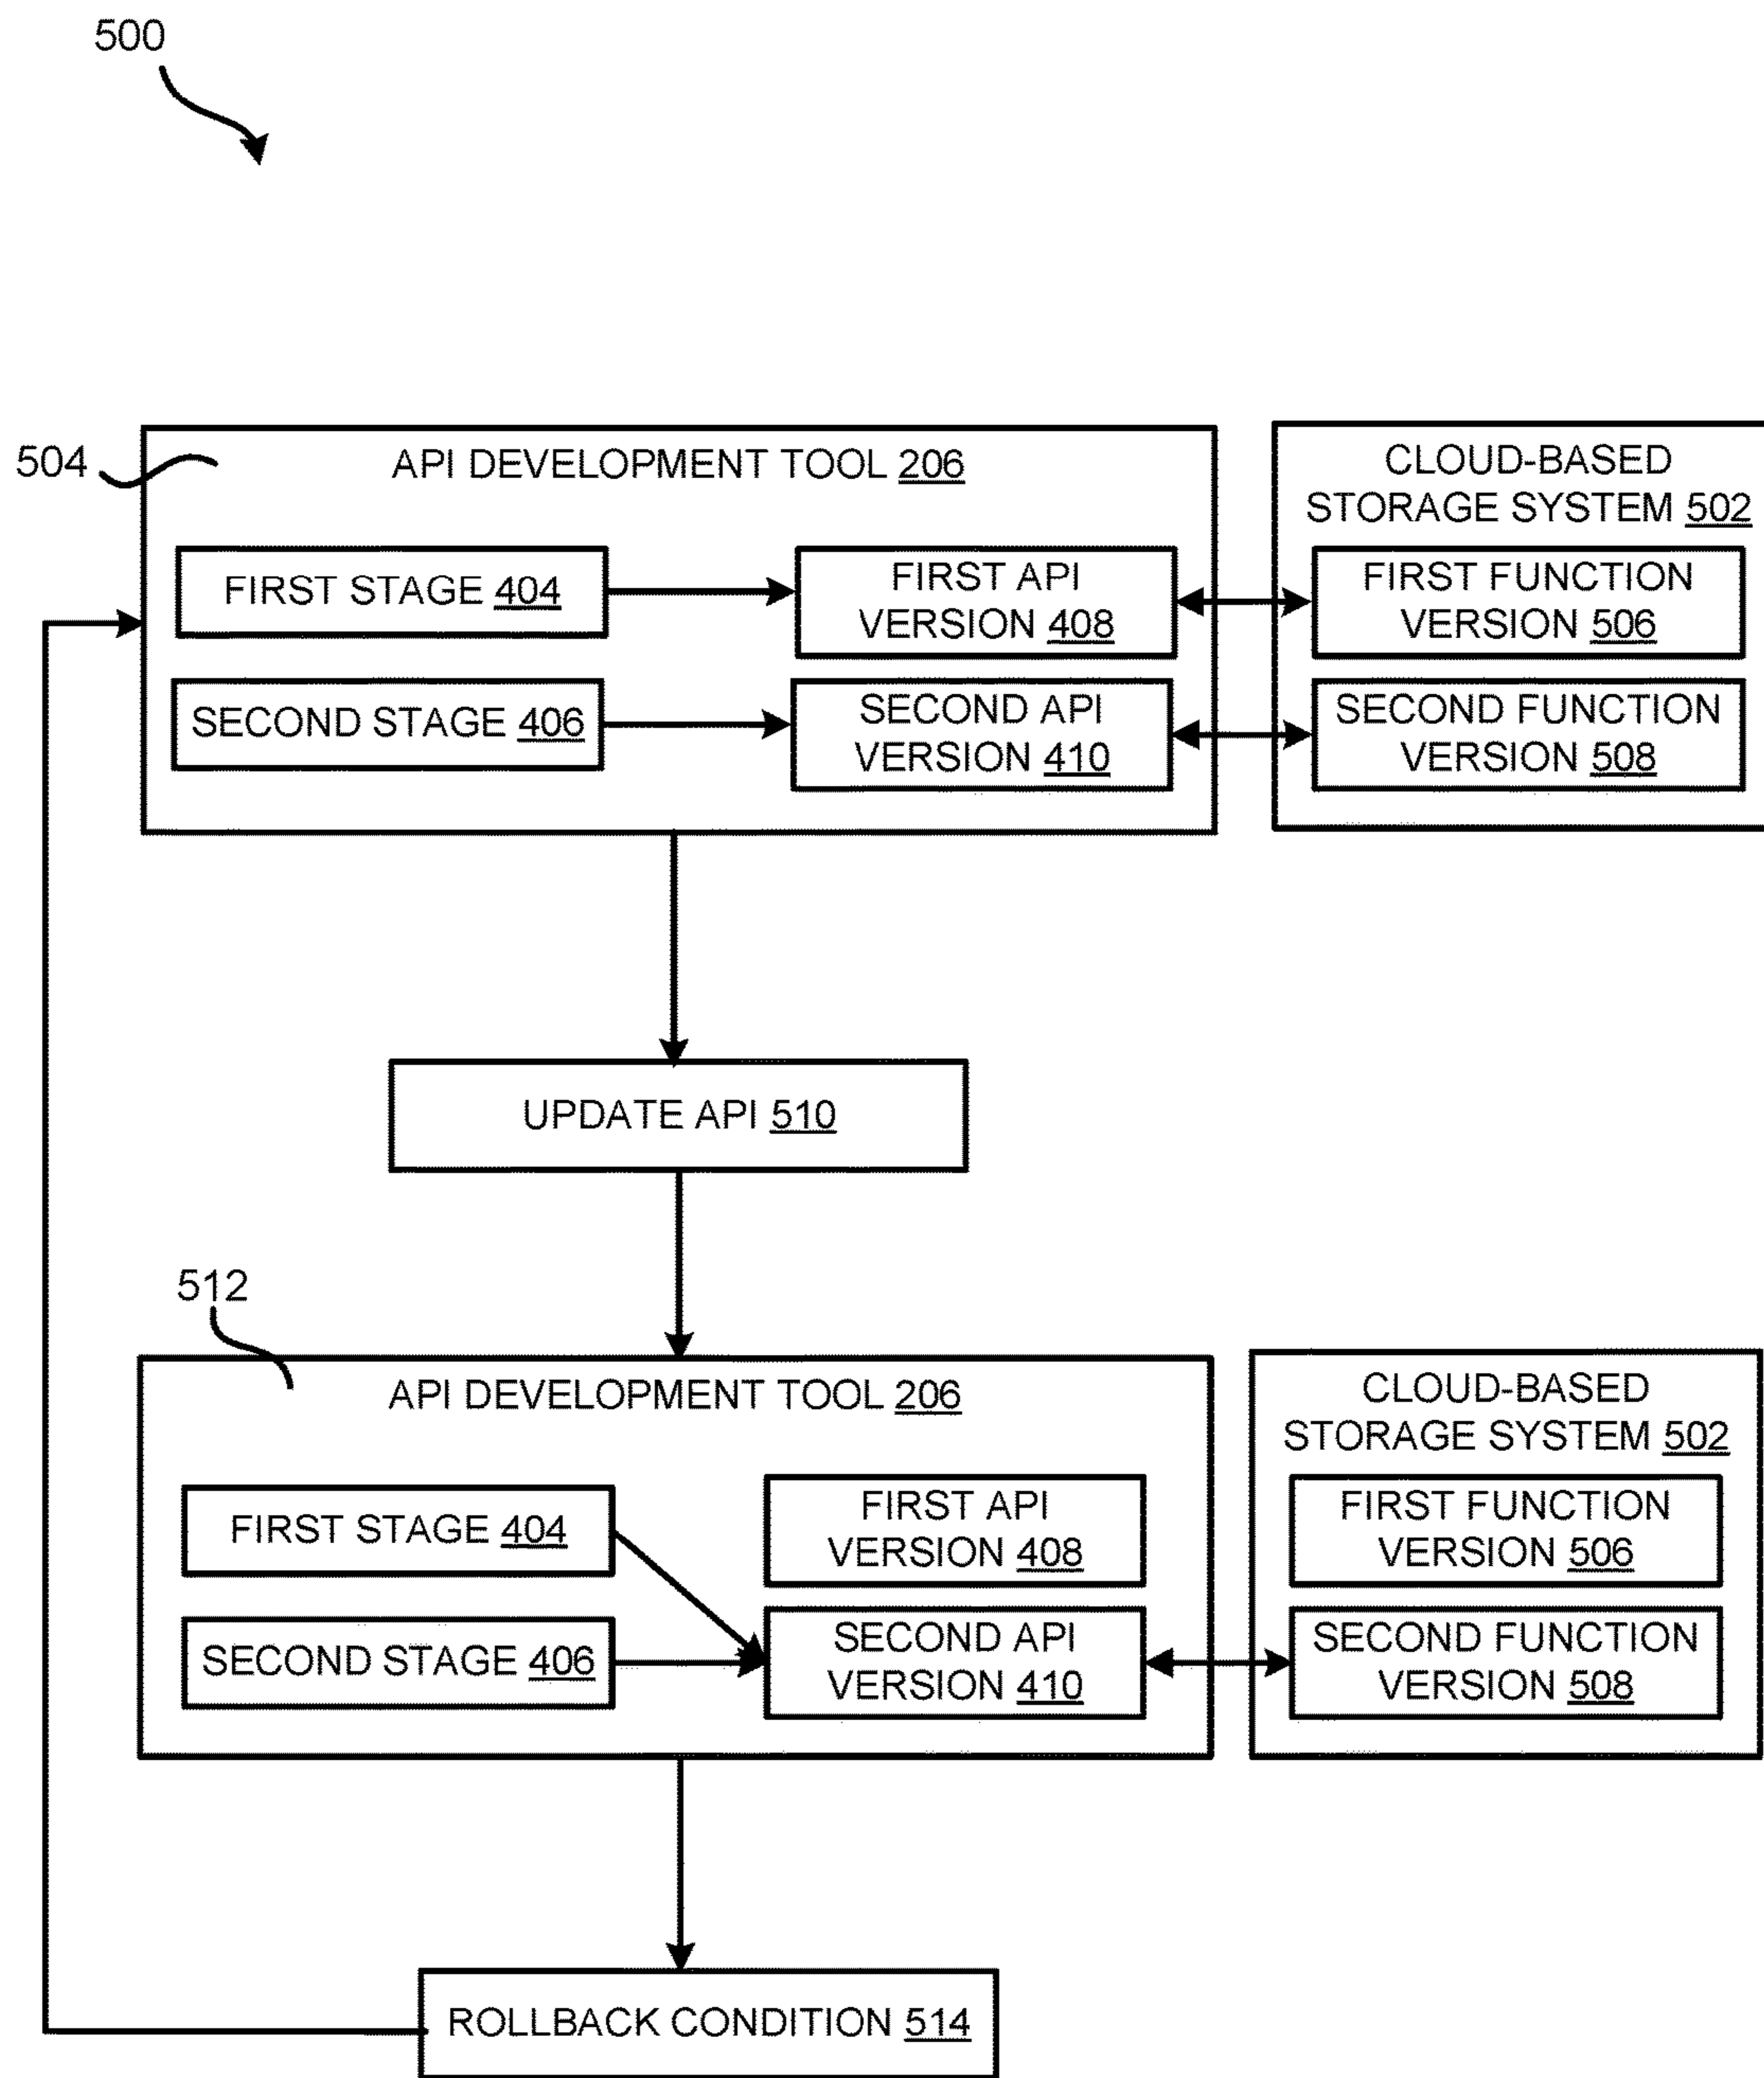 500
504
API DEVELOPMENT TOOL 206
CLOUD-BASED
STORAGE SYSTEM 502
FIRST STAGE 404
FIRST API
VERSION 408
FIRST FUNCTION
VERSION 506
SECOND STAGE 406
SECOND API
VERSION 410
SECOND FUNCTION
VERSION 508
UPDATE API 510
512
API DEVELOPMENT TOOL 206
CLOUD-BASED
STORAGE SYSTEM 502
FIRST STAGE 404
FIRST API
VERSION 408
FIRST FUNCTION
VERSION 506
SECOND STAGE 406
SECOND API
VERSION 410
SECOND FUNCTION
VERSION 508
ROLLBACK CONDITION 514